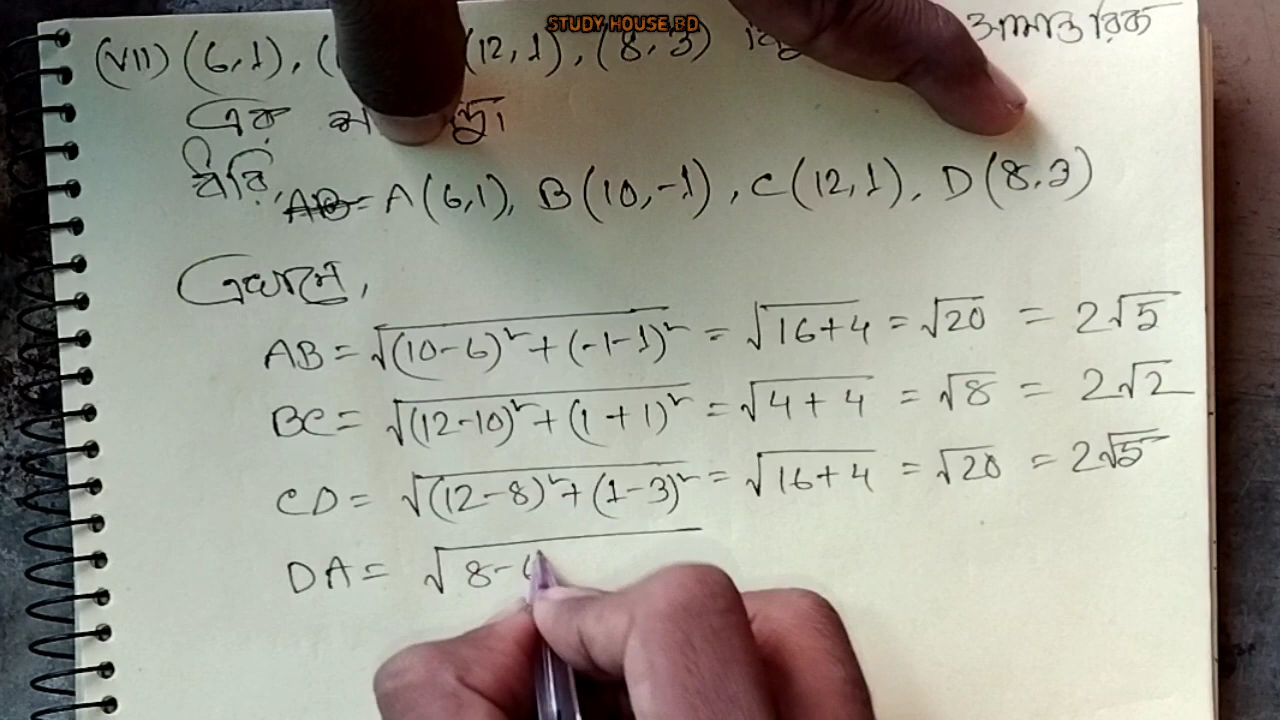 STUDY HOUSE BD
(VII) (6,1), ( (12,1), (8,3)
এক
ধরি, AB= A(6,1), B(10,-1), C(12,1), D(8,3)
এখানে,
AB = √(10-6)² + (-1-1)² = √16+4 = √20 = 2√5
BC = √(12-10)² + (1+1)² = √4+4 = √8 = 2√2
CD = √(12-8)² + (1-3)² = √16+4 = √20 = 2√5
DA = √8-6